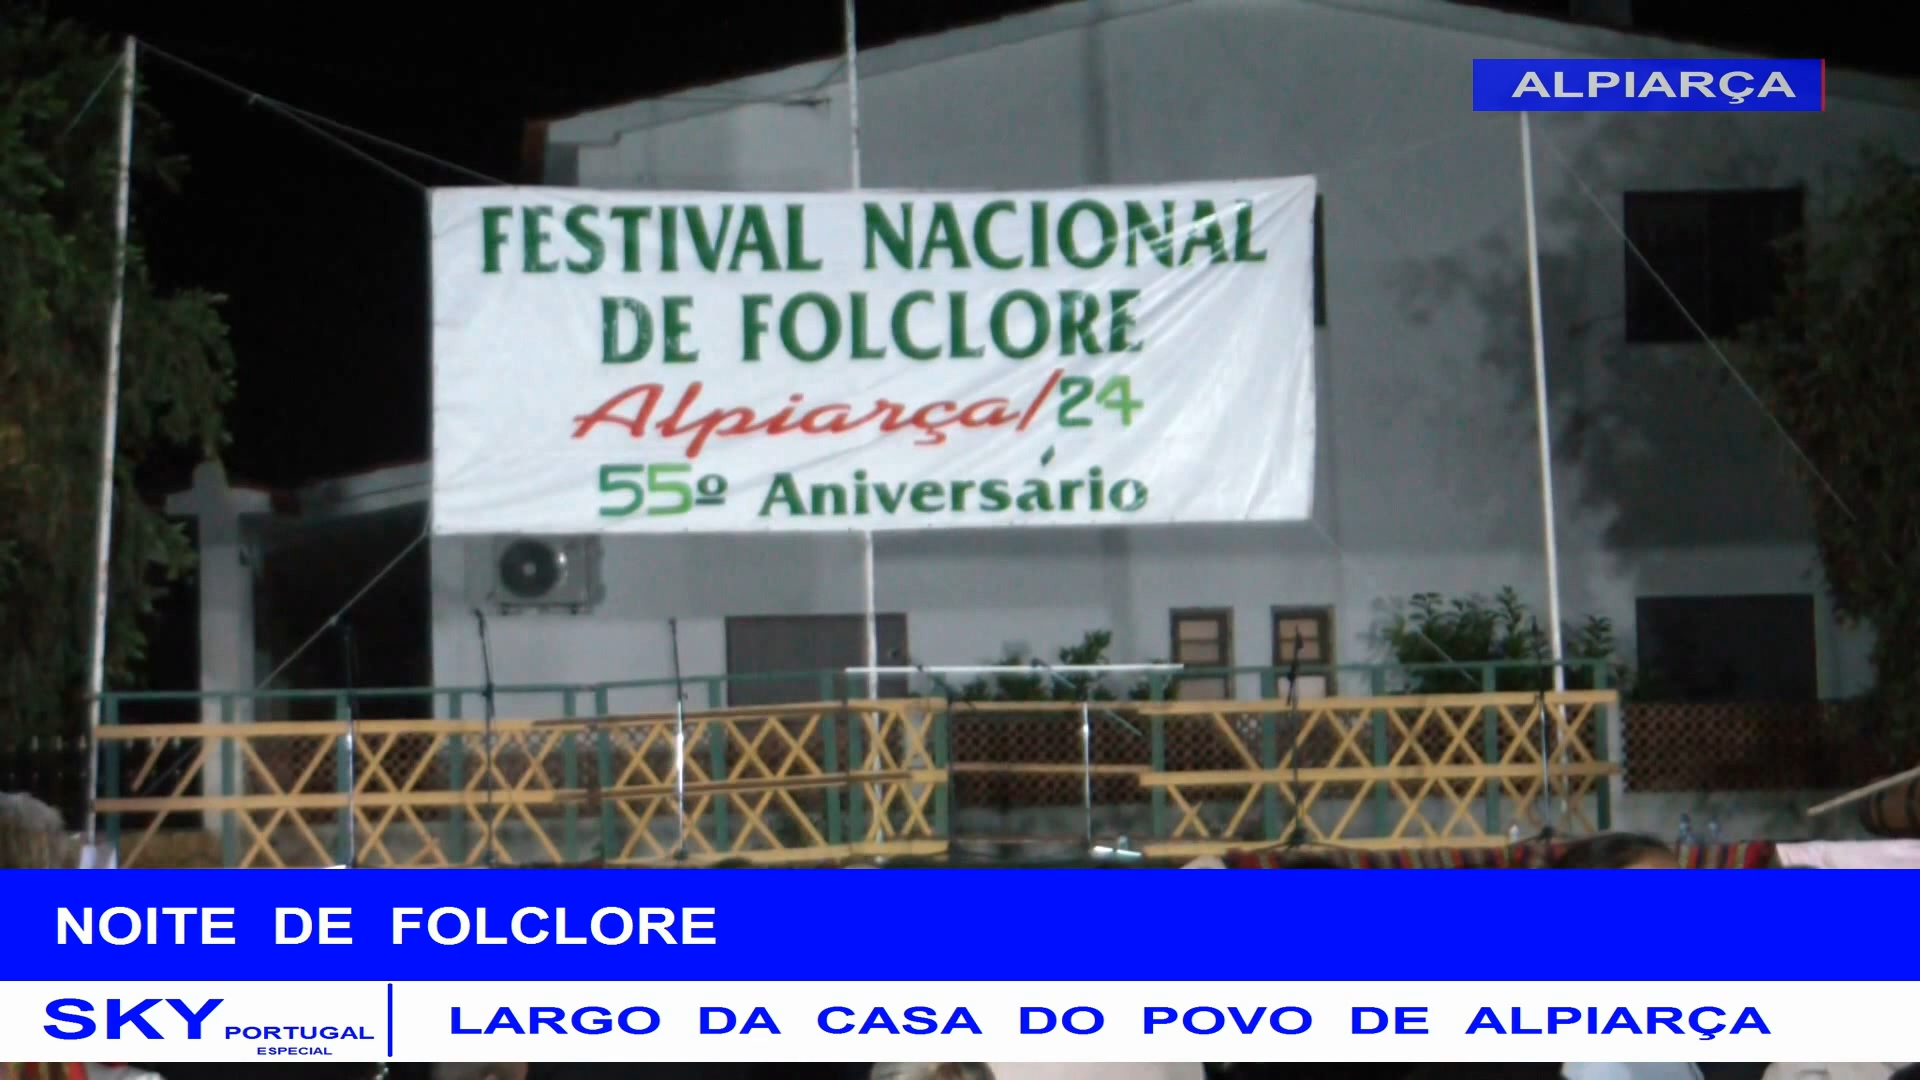 ALPIARÇA
FESTIVAL NACIONAL
DE FOLCLORE
Alpiarça/24
55º Aniversário
NOITE DE FOLCLORE
SKY PORTUGAL
ESPECIAL
LARGO DA CASA DO POVO DE ALPIARÇA